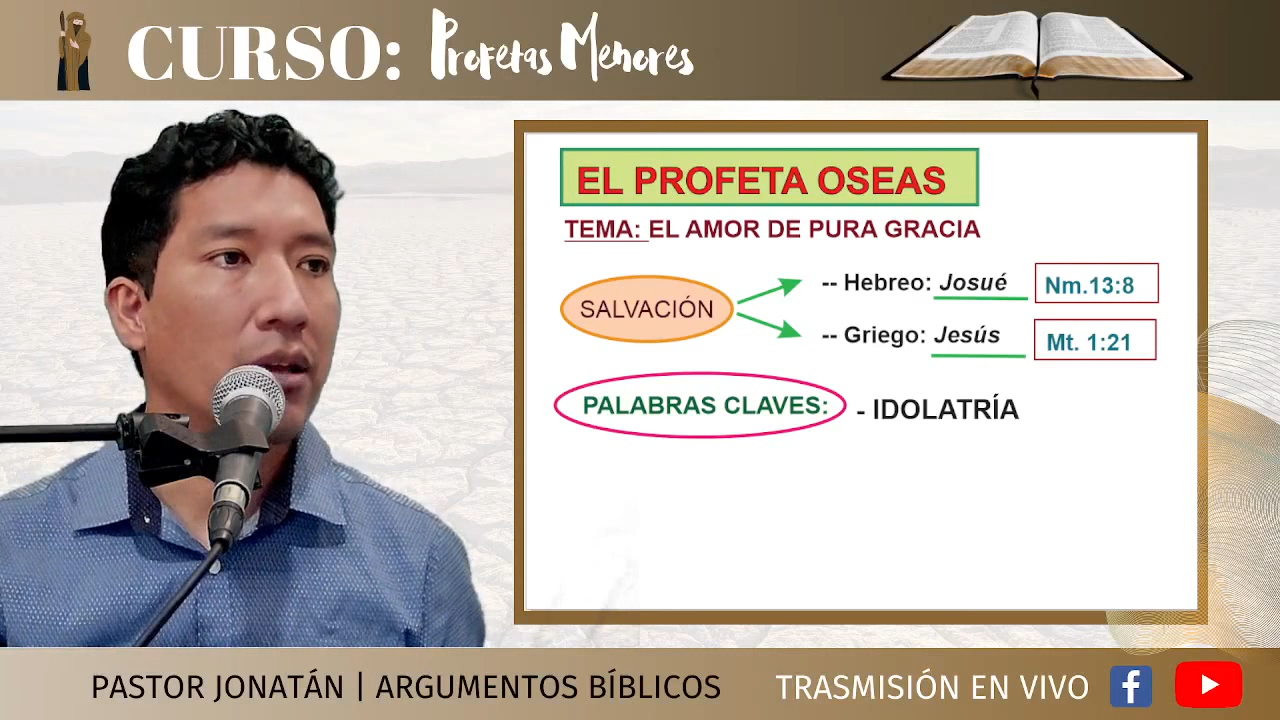 CURSO: Profetas Menores
EL PROFETA OSEAS
TEMA: EL AMOR DE PURA GRACIA
SALVACIÓN
-- Hebreo: Josué Nm.13:8
-- Griego: Jesús Mt. 1:21
PALABRAS CLAVES: - IDOLATRÍA
PASTOR JONATÁN | ARGUMENTOS BÍBLICOS TRASMISIÓN EN VIVO